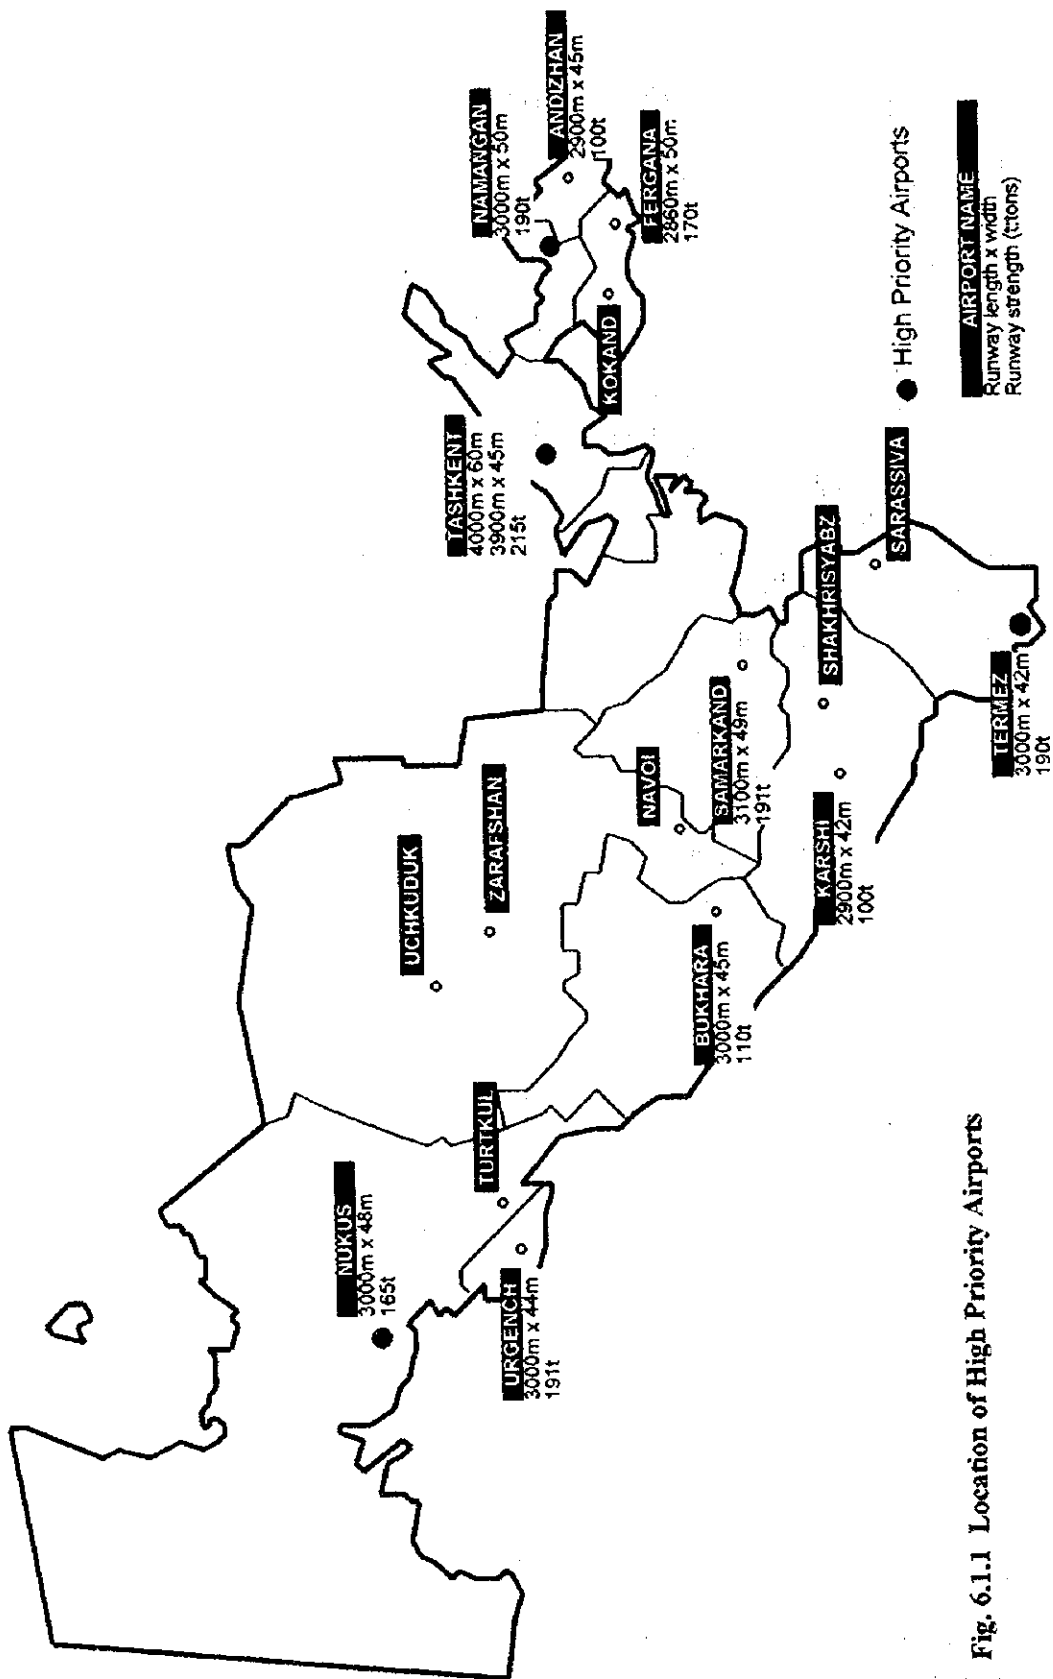 NUKUS
3000m x 48m
165t
URGENCH
3000m x 44m
191t
TURTKUL
UCHKUDUK
ZARAFSHAN
BUKHARA
3000m x 45m
110t
NAVOI
SAMARKAND
3100m x 49m
191t
KARSHI
2900m x 42m
100t
SHAKHRISYABZ
SARASSIVA
TERMEZ
3000m x 42m
190t
TASHKENT
4000m x 60m
3900m x 45m
215t
NAMANGAN
3000m x 50m
190t
ANDIZHAN
2900m x 45m
100t
FERGANA
2860m x 50m
170t
KOKAND
High Priority Airports
AIRPORT NAME
Runway length x width
Runway strength (t:tons)
Fig. 6.1.1 Location of High Priority Airports